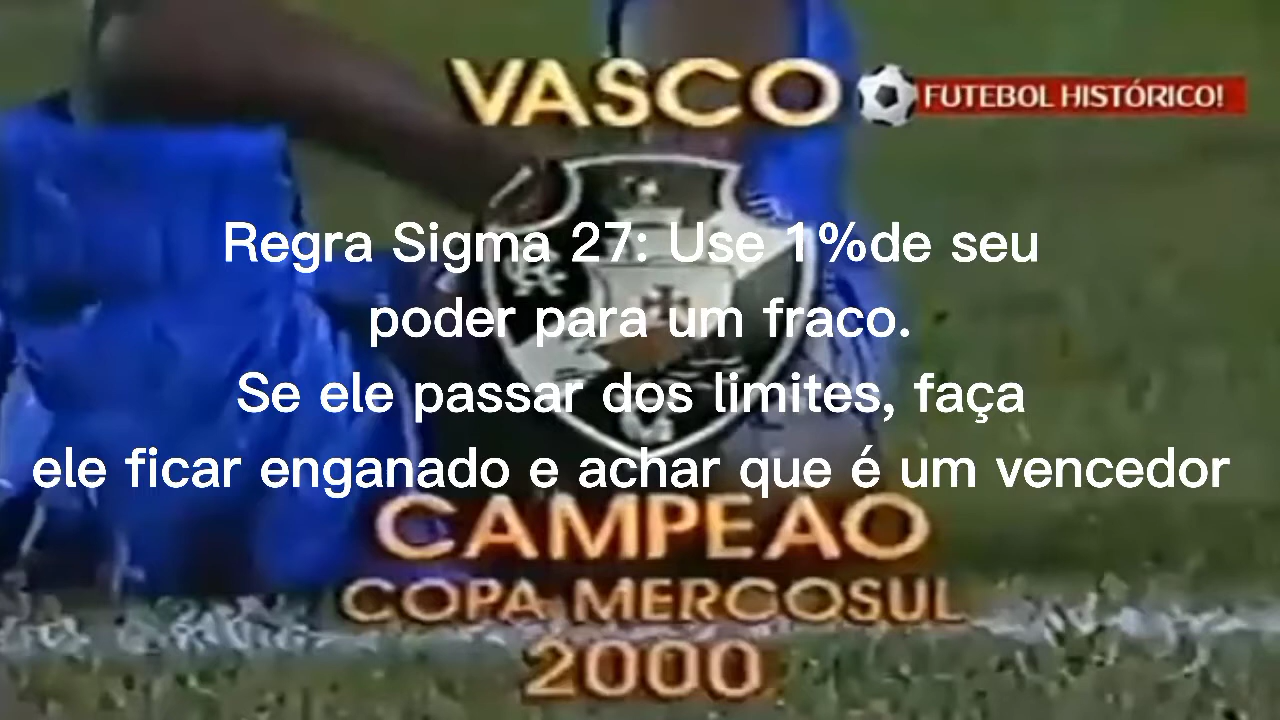 VASCO
FUTEBOL HISTÓRICO!
Regra Sigma 27: Use 1%de seu
poder para um fraco.
Se ele passar dos limites, faça
ele ficar enganado e achar que é um vencedor
CAMPEAO
COPA MERCOSUL
2000